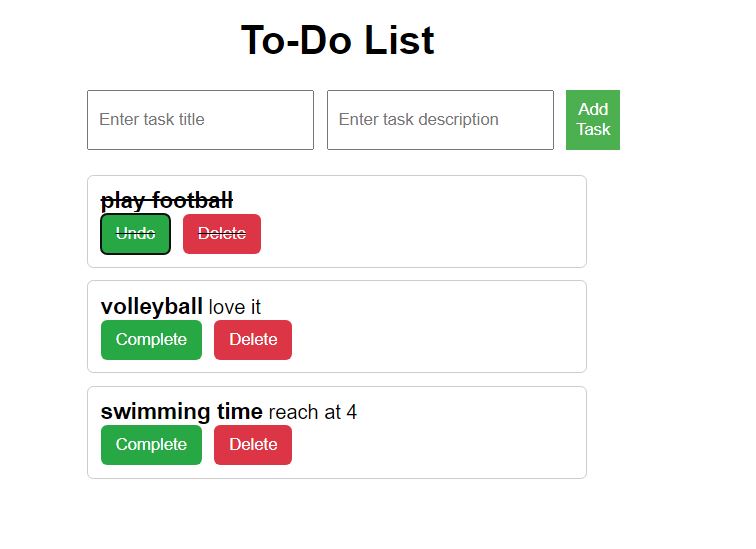 To-Do List
Enter task title Enter task description Add
Task
play football
Undo Delete
volleyball love it
Complete Delete
swimming time reach at 4
Complete Delete